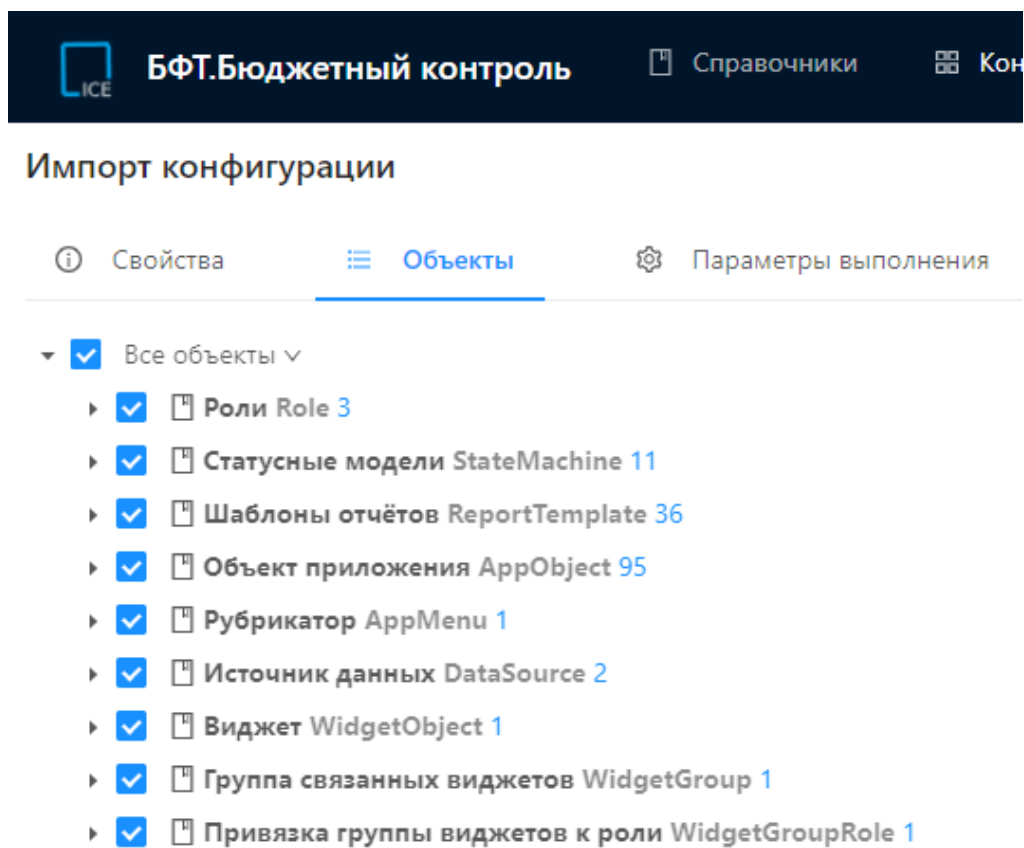 ICE БФТ.Бюджетный контроль Справочники
Импорт конфигурации
Свойства Объекты Параметры выполнения
Все объекты
Роли Role 3
Статусные модели StateMachine 11
Шаблоны отчётов ReportTemplate 36
Объект приложения AppObject 95
Рубрикатор AppMenu 1
Источник данных DataSource 2
Виджет WidgetObject 1
Группа связанных виджетов WidgetGroup 1
Привязка группы виджетов к роли WidgetGroupRole 1